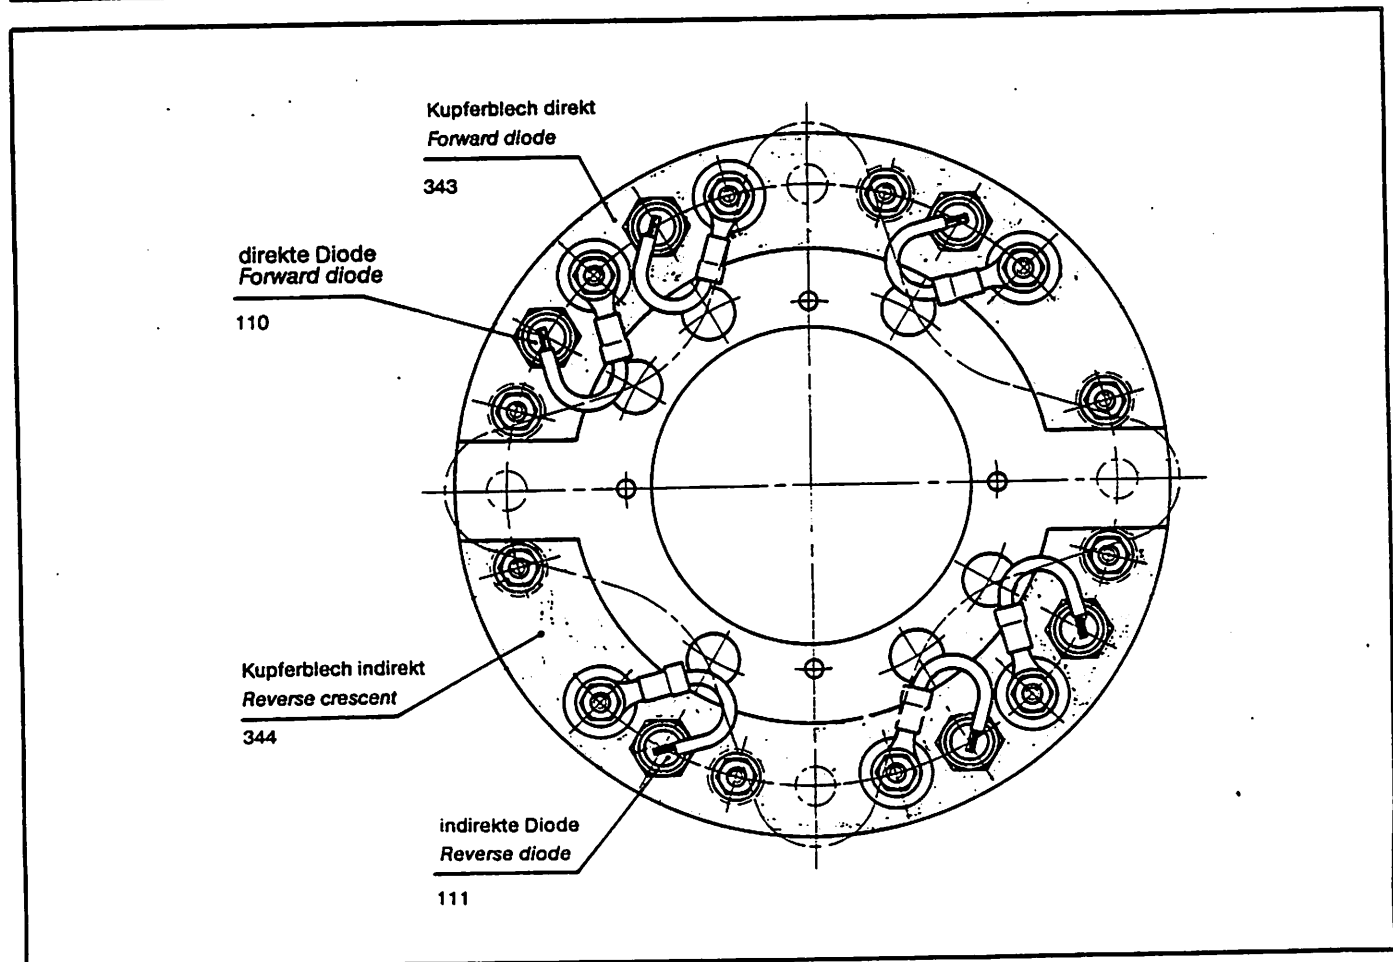 Kupferblech direkt
Forward diode
343
direkte Diode
Forward diode
110
Kupferblech indirekt
Reverse crescent
344
indirekte Diode
Reverse diode
111